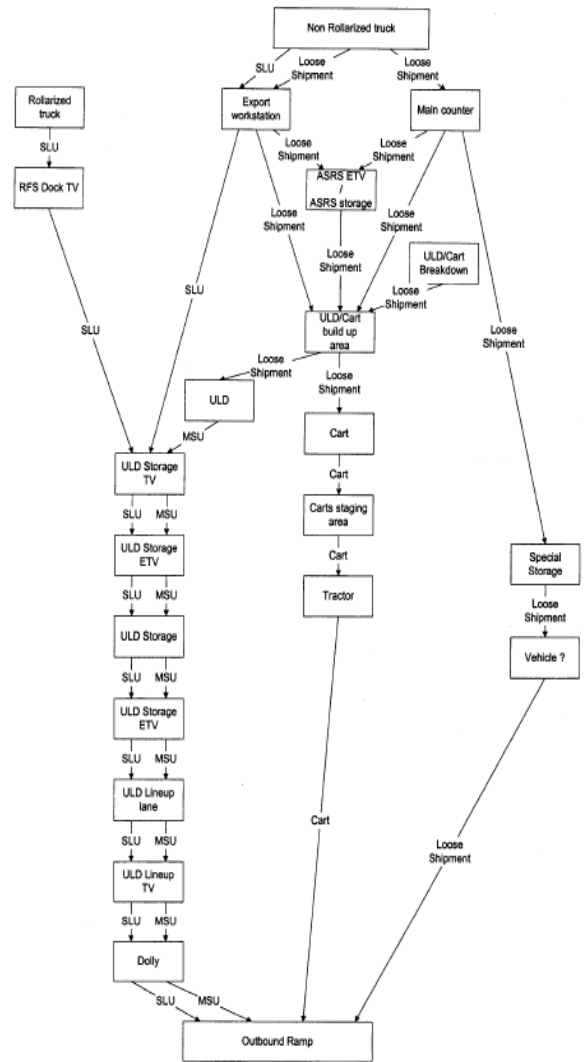 Non Rollarized truck
SLU
Loose
Shipment
Loose
Shipment
Rollarized
truck
Export
workstation
Main counter
SLU
Loose
Shipment
Loose
Shipment
RFS Dock TV
ASRS ETV
/
ASRS storage
Loose
Shipment
Loose
Shipment
Loose
Shipment
ULD/Cart
Breakdown
SLU
Loose
Shipment
SLU
ULD/Cart
build up
area
Loose
Shipment
Loose
Shipment
Loose
Shipment
ULD
MSU
Cart
ULD Storage
TV
Cart
SLU
MSU
Carts staging
area
ULD Storage
ETV
Cart
Special
Storage
SLU
MSU
Tractor
Loose
Shipment
ULD Storage
Vehicle ?
SLU
MSU
ULD Storage
ETV
SLU
MSU
ULD Lineup
lane
Cart
SLU
MSU
Loose
Shipment
ULD Lineup
TV
SLU
MSU
Dolly
SLU
MSU
Outbound Ramp